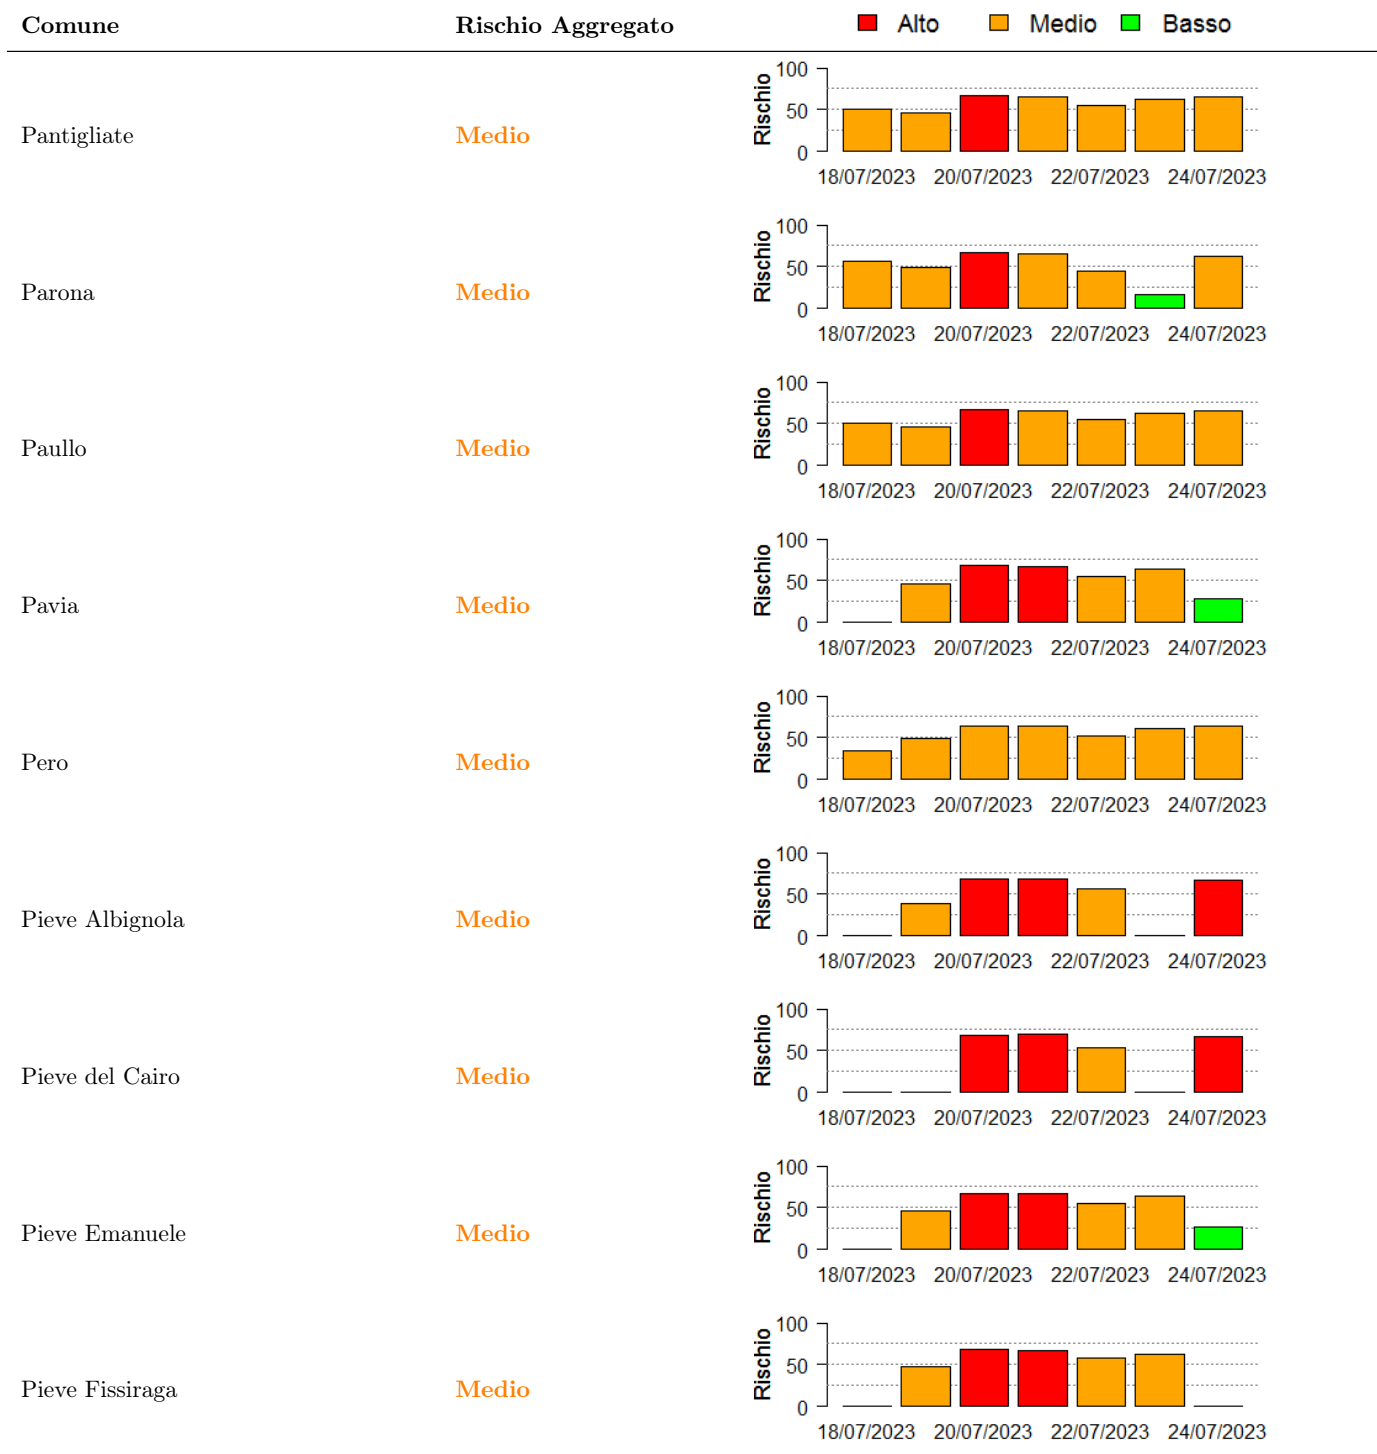 Comune Rischio Aggregato Alto Medio Basso
Pantigliate Medio Rischio 100 50 0
18/07/2023 20/07/2023 22/07/2023 24/07/2023
Parona Medio Rischio 100 50 0
18/07/2023 20/07/2023 22/07/2023 24/07/2023
Paullo Medio Rischio 100 50 0
18/07/2023 20/07/2023 22/07/2023 24/07/2023
Pavia Medio Rischio 100 50 0
18/07/2023 20/07/2023 22/07/2023 24/07/2023
Pero Medio Rischio 100 50 0
18/07/2023 20/07/2023 22/07/2023 24/07/2023
Pieve Albignola Medio Rischio 100 50 0
18/07/2023 20/07/2023 22/07/2023 24/07/2023
Pieve del Cairo Medio Rischio 100 50 0
18/07/2023 20/07/2023 22/07/2023 24/07/2023
Pieve Emanuele Medio Rischio 100 50 0
18/07/2023 20/07/2023 22/07/2023 24/07/2023
Pieve Fissiraga Medio Rischio 100 50 0
18/07/2023 20/07/2023 22/07/2023 24/07/2023